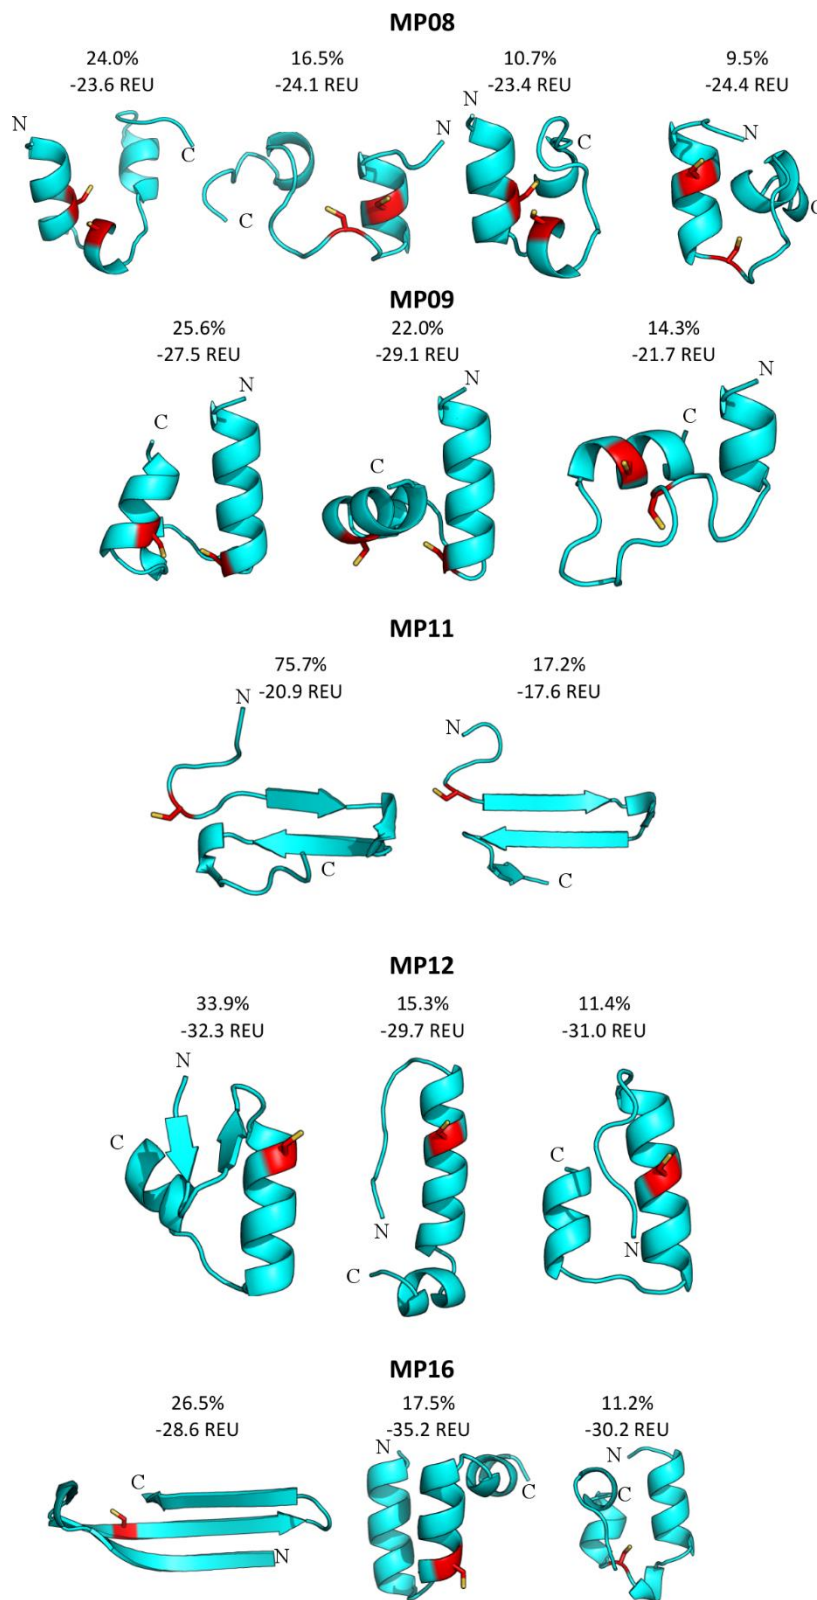 MP08
24.0% 16.5% 10.7% 9.5%
-23.6 REU -24.1 REU -23.4 REU -24.4 REU
N N N N
C C C C
MP09
25.6% 22.0% 14.3%
-27.5 REU -29.1 REU -21.7 REU
N N N
C C C
MP11
75.7% 17.2%
-20.9 REU -17.6 REU
N N
C C
MP12
33.9% 15.3% 11.4%
-32.3 REU -29.7 REU -31.0 REU
N
C C
N N
C
MP16
26.5% 17.5% 11.2%
-28.6 REU -35.2 REU -30.2 REU
N N
C C C
N